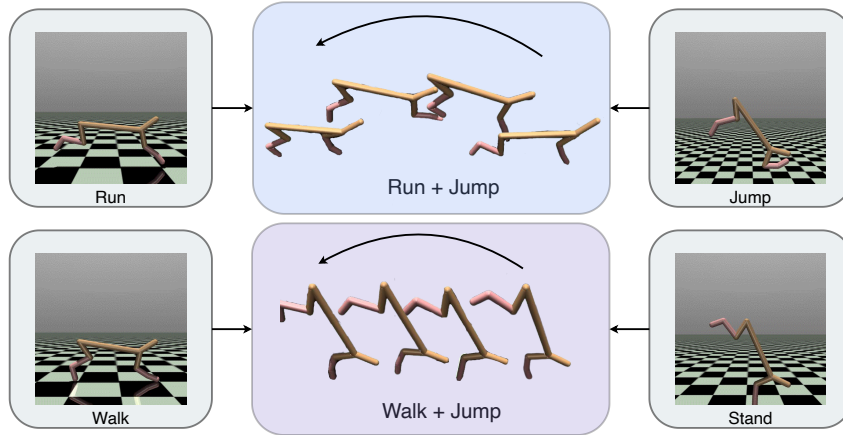 Run
Run + Jump
Jump
Walk
Walk + Jump
Stand